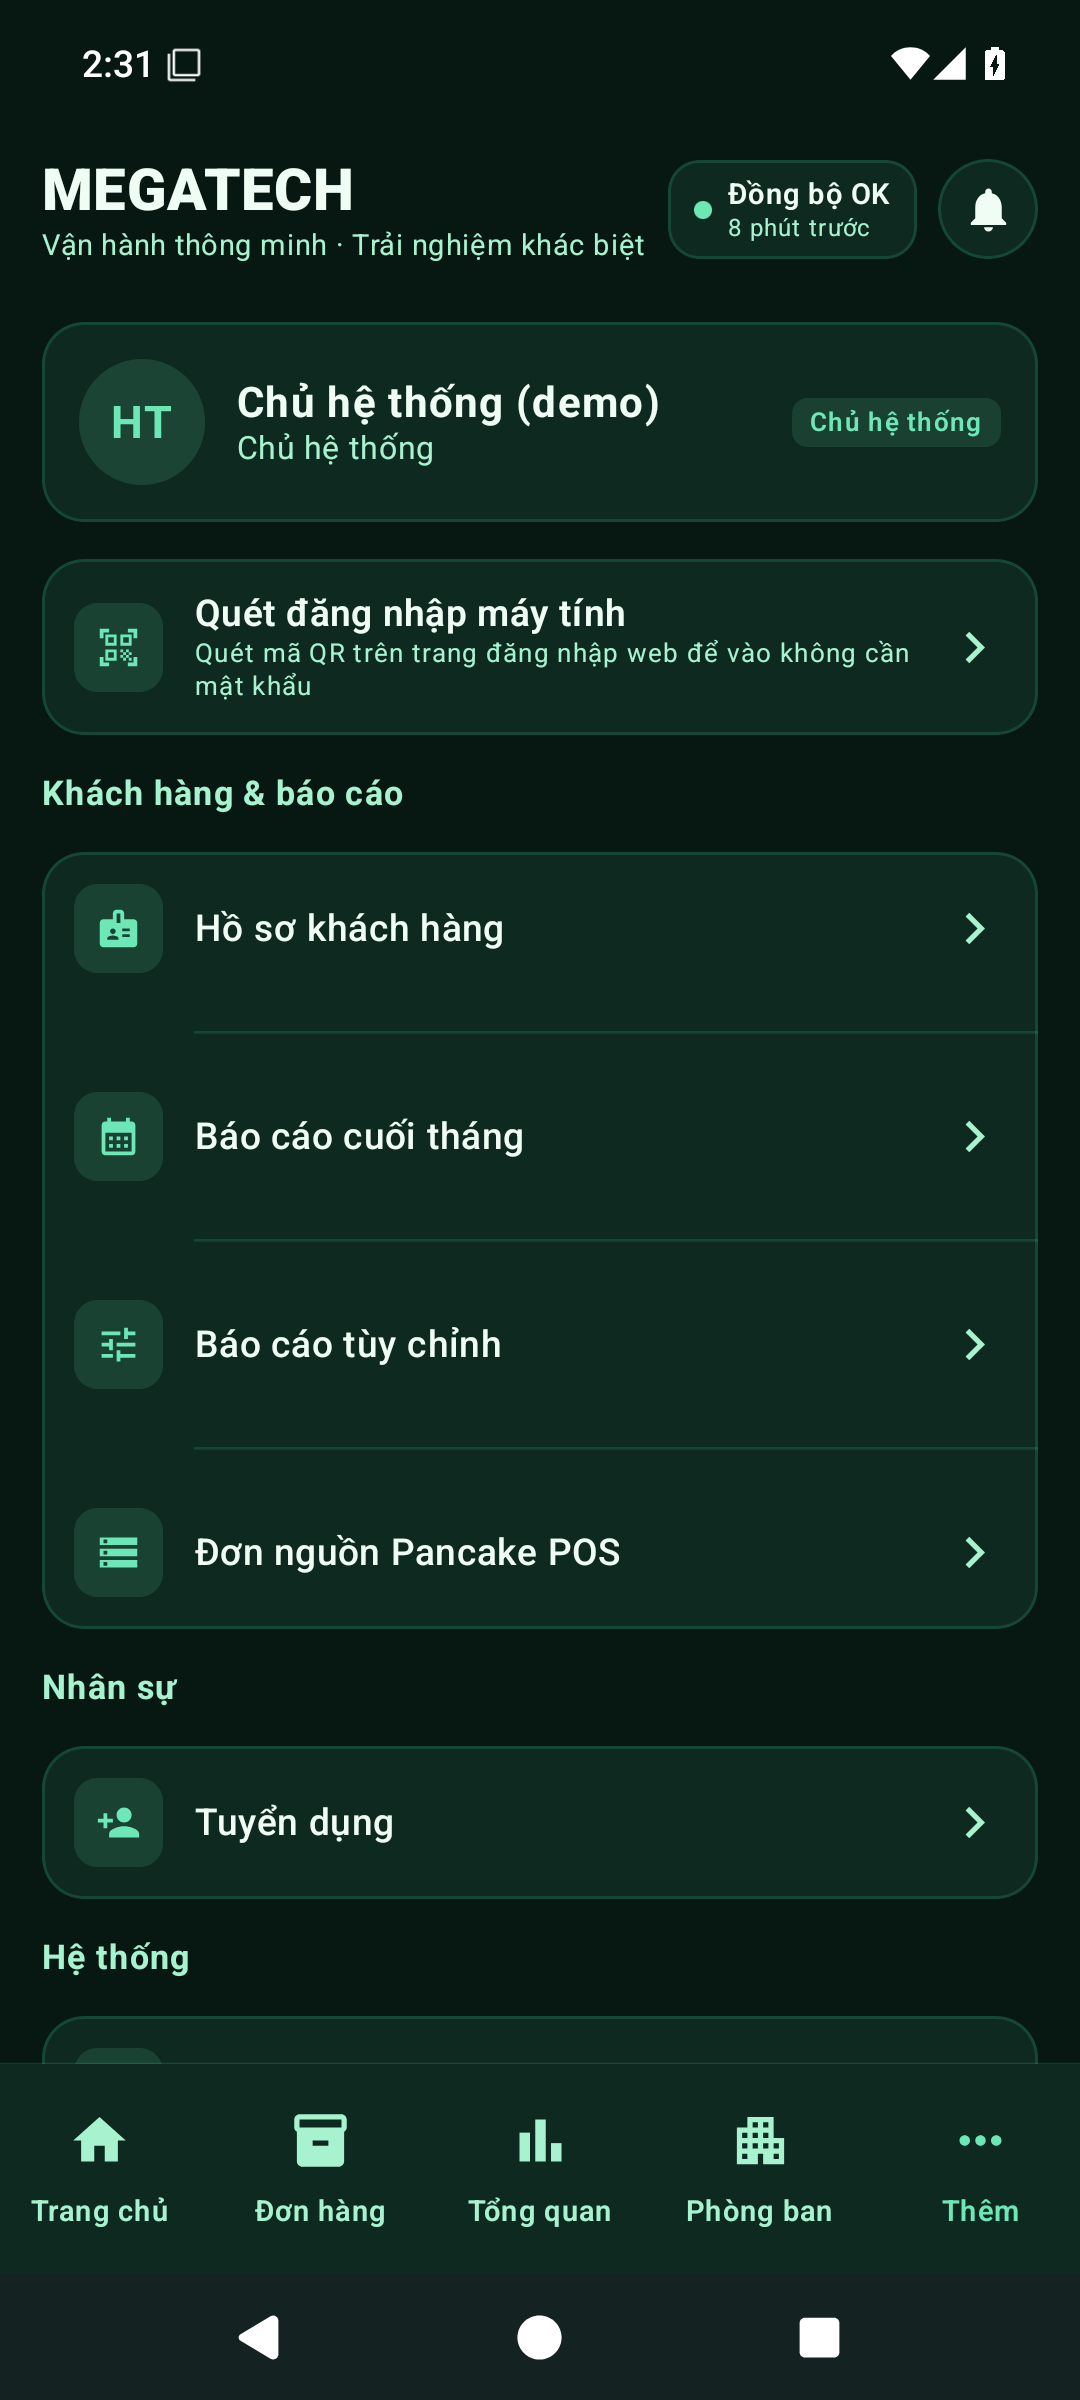 2:31
MEGATECH
Vận hành thông minh · Trải nghiệm khác biệt
Đồng bộ OK
8 phút trước
HT
Chủ hệ thống (demo)
Chủ hệ thống
Chủ hệ thống
Quét đăng nhập máy tính
Quét mã QR trên trang đăng nhập web để vào không cần
mật khẩu
Khách hàng & báo cáo
Hồ sơ khách hàng
Báo cáo cuối tháng
Báo cáo tùy chỉnh
Đơn nguồn Pancake POS
Nhân sự
Tuyển dụng
Hệ thống
Trang chủ
Đơn hàng
Tổng quan
Phòng ban
Thêm